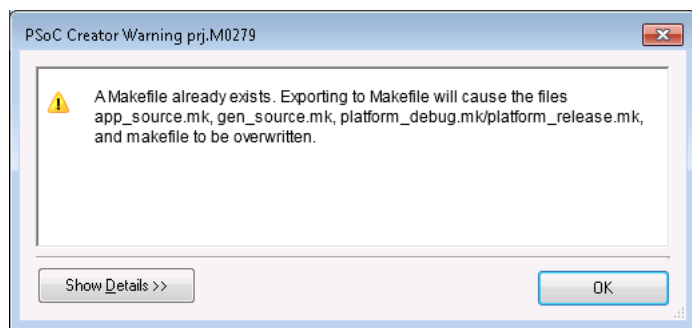 PSoC Creator Warning prj.M0279
A Makefile already exists. Exporting to Makefile will cause the files
app_source.mk, gen_source.mk, platform_debug.mk/platform_release.mk,
and makefile to be overwritten.
Show Details >>
OK